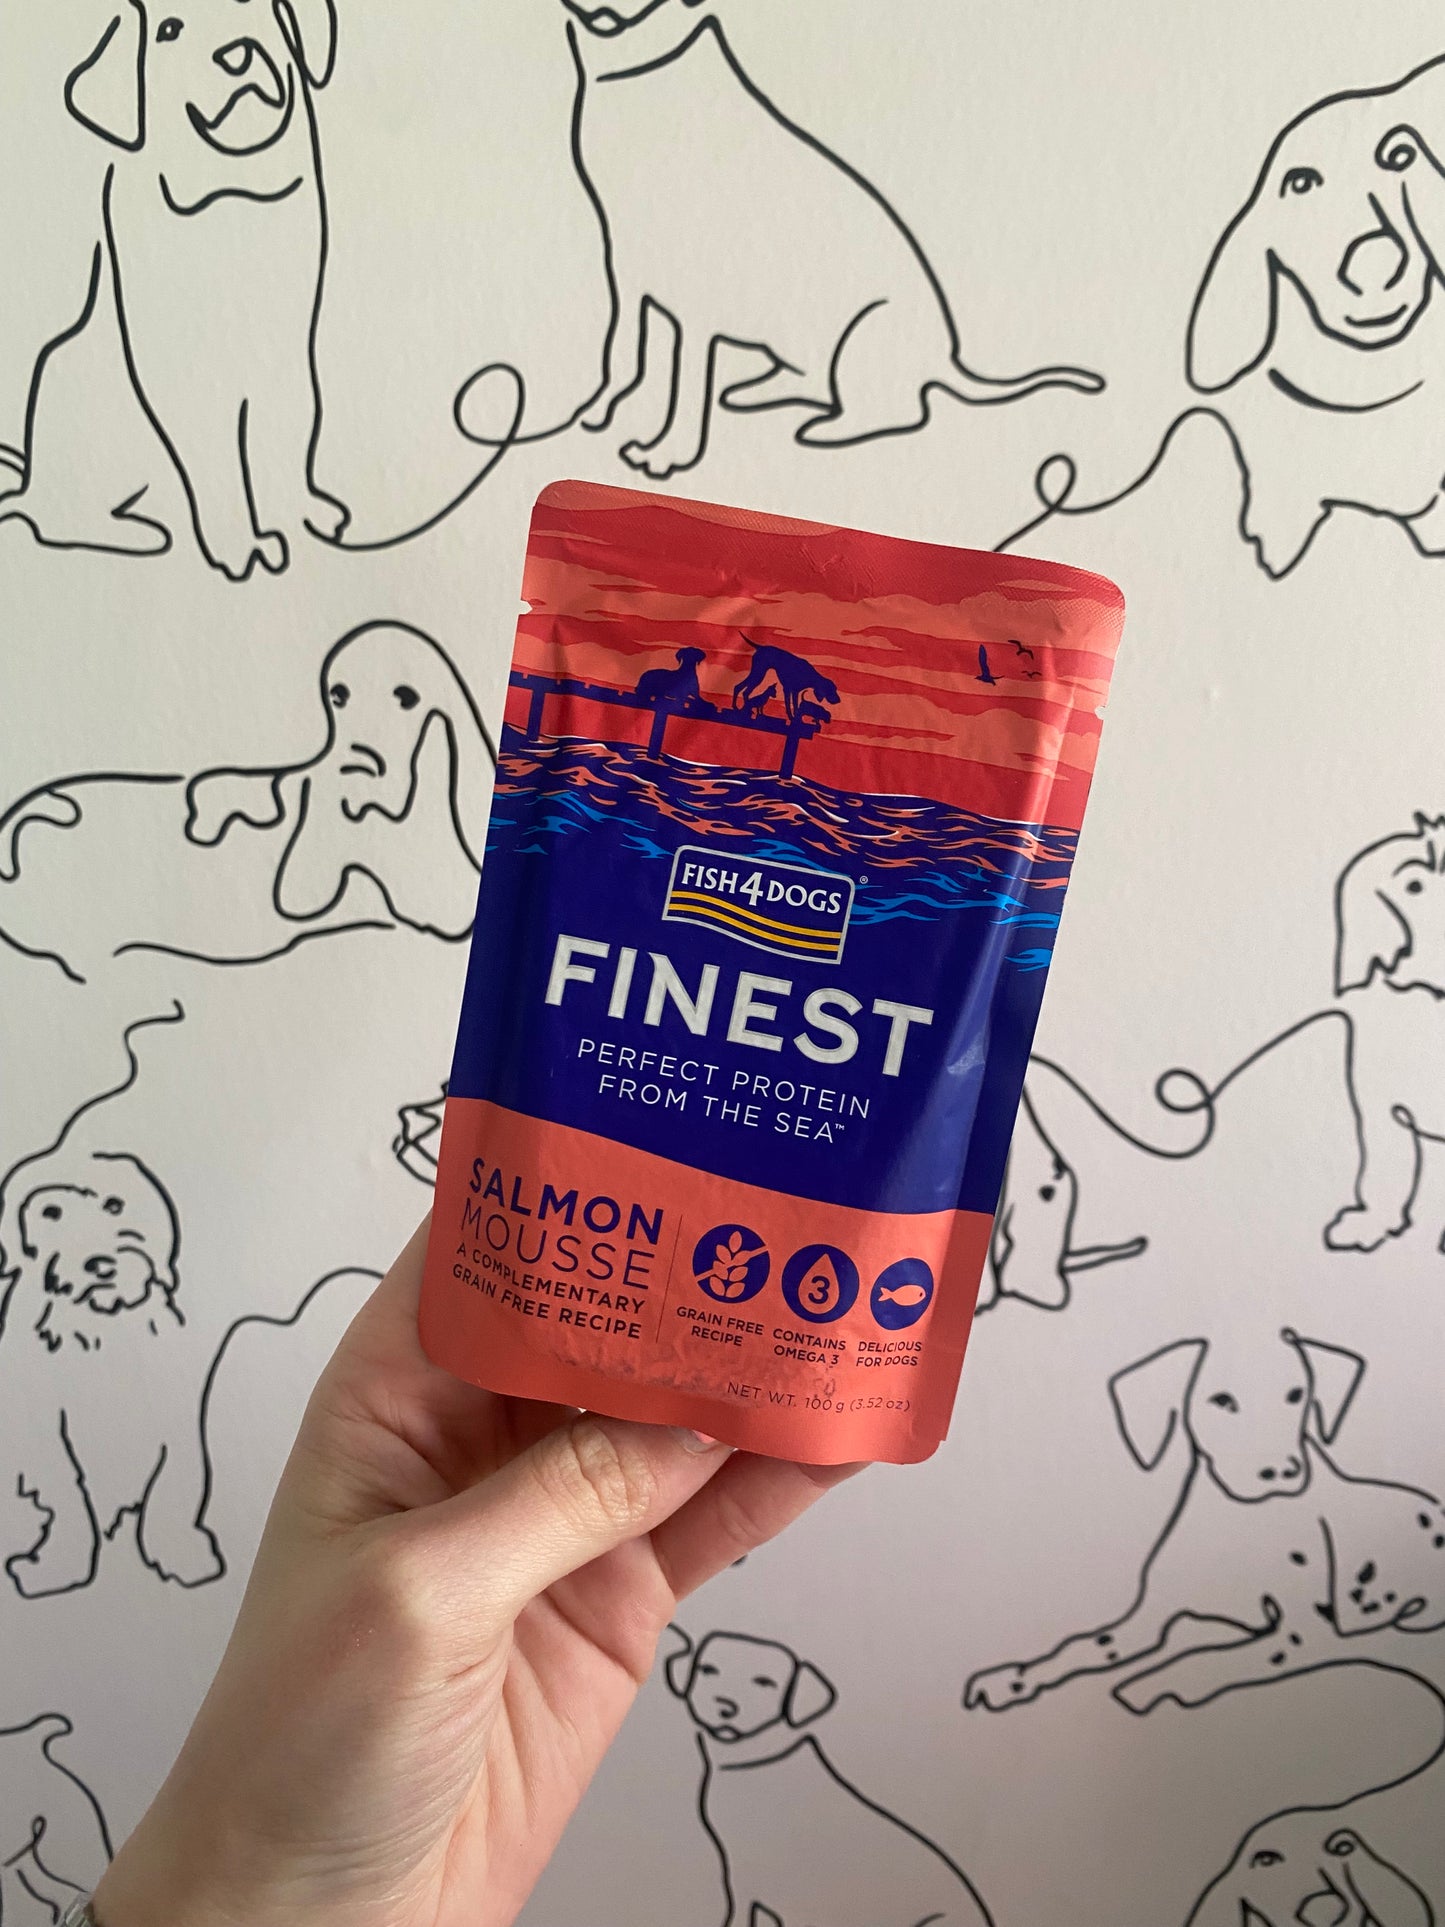 FISH4DOGS®
FINEST
PERFECT PROTEIN
FROM THE SEA™
SALMON
MOUSSE
A COMPLEMENTARY
GRAIN FREE RECIPE
GRAIN FREE
RECIPE
3
CONTAINS
OMEGA 3
DELICIOUS
FOR DOGS
NET WT. 100g (3.52 oz)